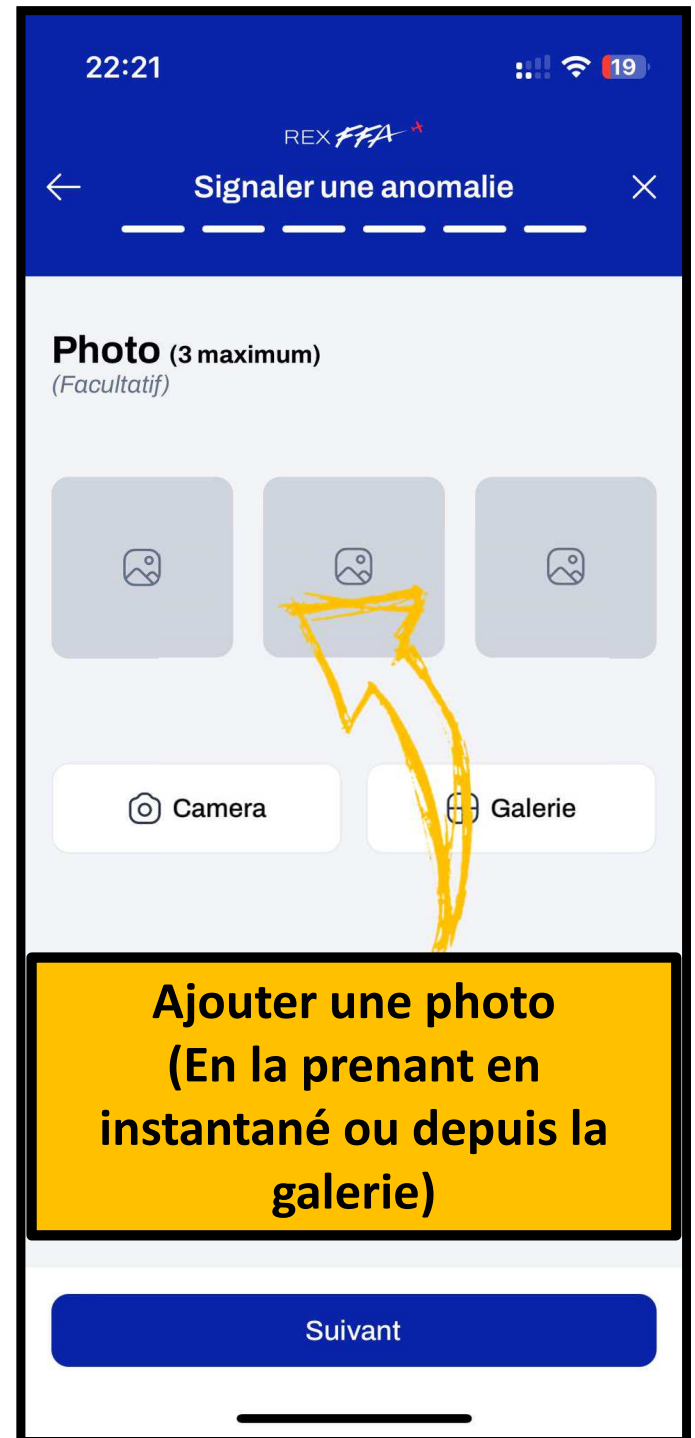 22:21
19
REX FFA
Signaler une anomalie
Photo (3 maximum)
(Facultatif)
Camera
Galerie
Ajouter une photo
(En la prenant en
instantané ou depuis la
galerie)
Suivant